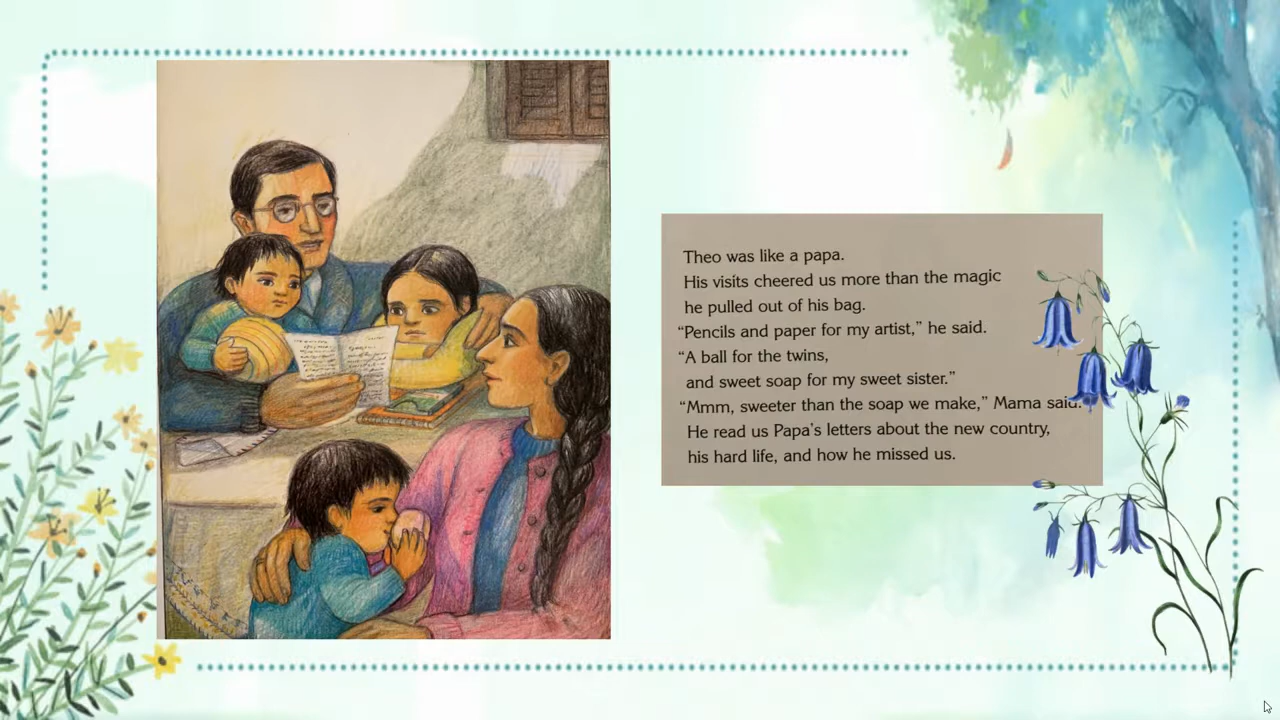 Theo was like a papa.
His visits cheered us more than the magic
he pulled out of his bag.
“Pencils and paper for my artist,” he said.
“A ball for the twins,
and sweet soap for my sweet sister.”
“Mmm, sweeter than the soap we make,” Mama said.
He read us Papa’s letters about the new country,
his hard life, and how he missed us.